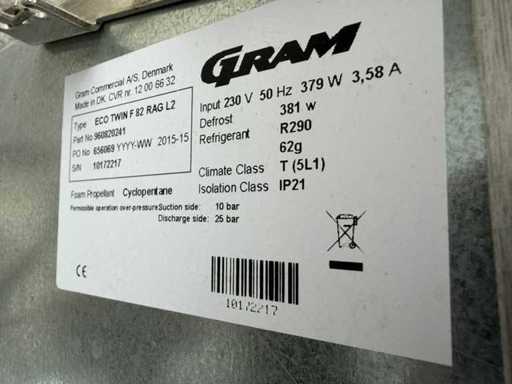 GRAM
Gram Commercial A/S, Denmark
Made in DK. CVR nr. 12 00 66 32
Type ECO TWIN F 82 RAG L2
Part No 960820241
PO No 656069 YYYY-WW 2015-15
S/N 10172217
Input 230 V 50 Hz 379 W 3,58 A
Defrost 381 w
Refrigerant R290
62g
Climate Class T (5L1)
Isolation Class IP21
Foam Propellant Cyclopentane
Permissible operation over-pressure Suction side: 10 bar
Discharge side: 25 bar
CE
10172217